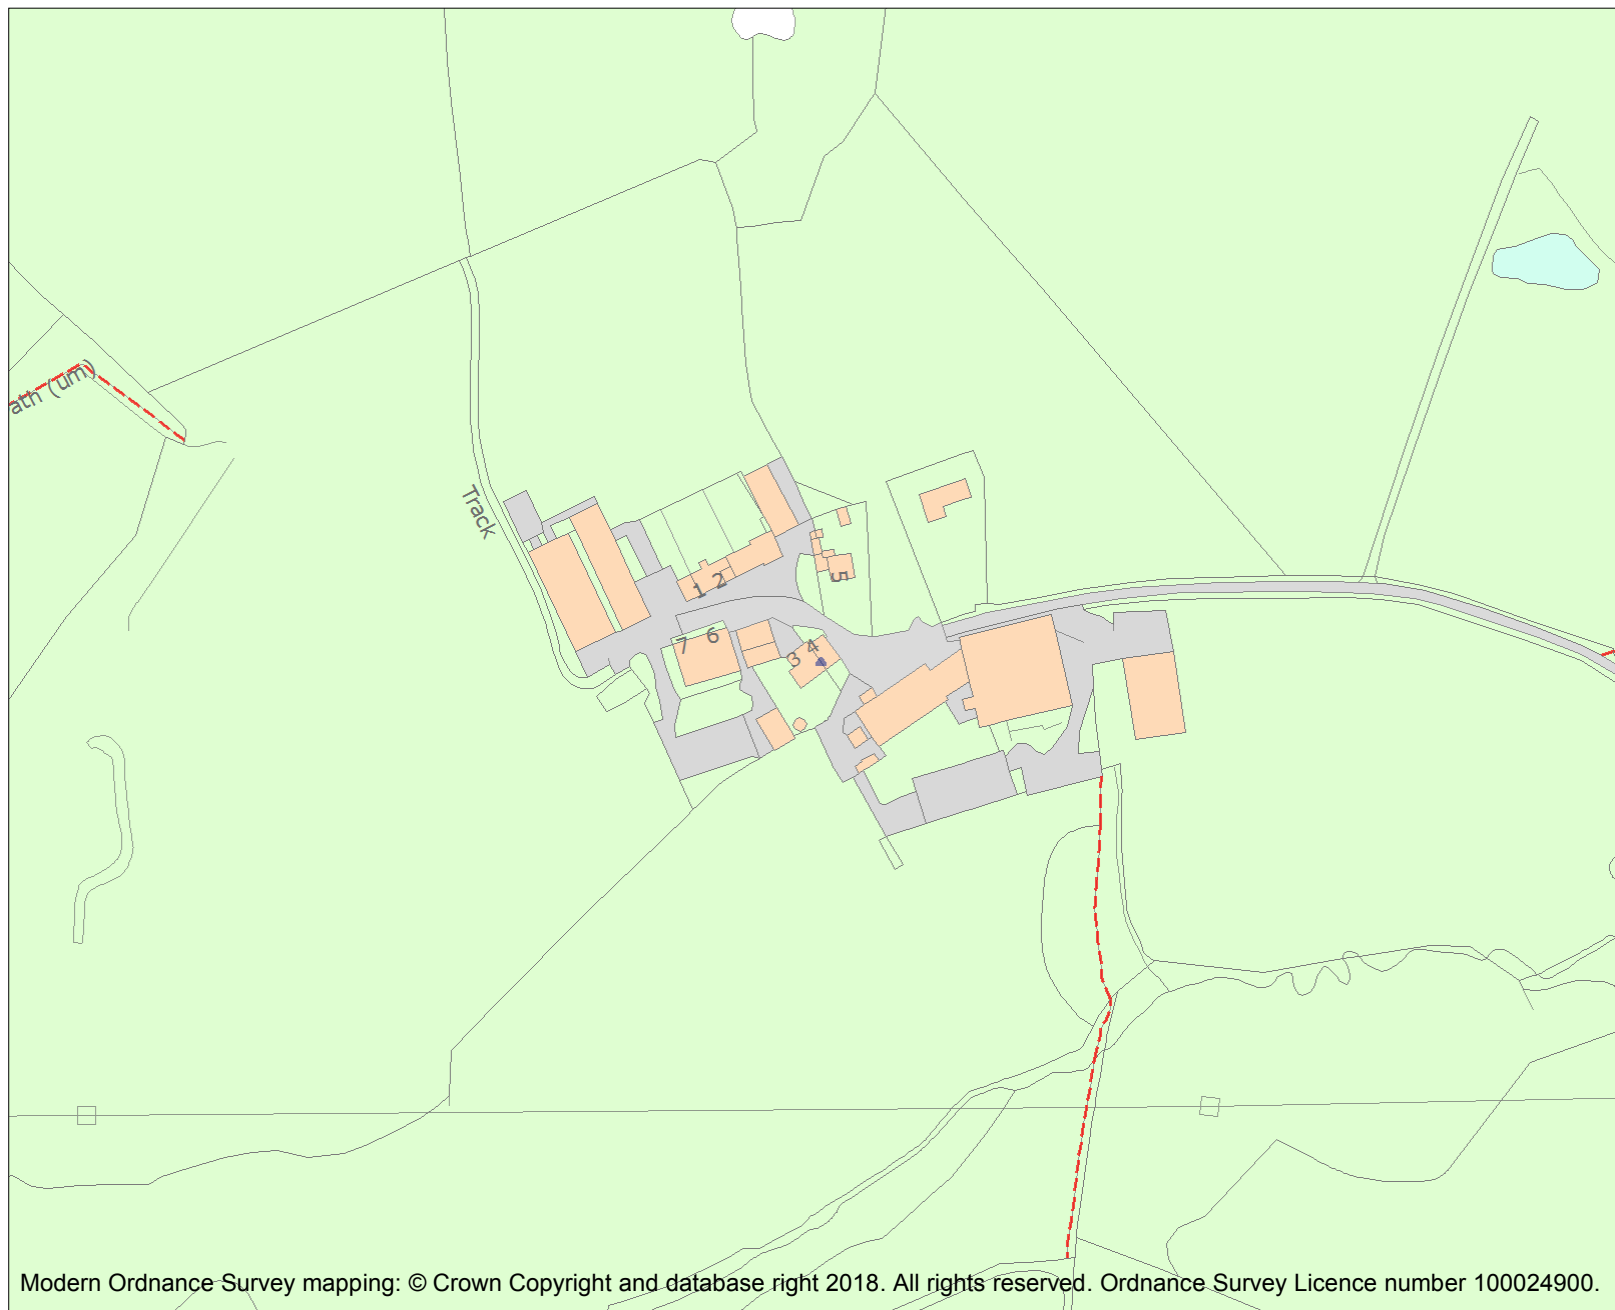 ath (um)
Track
1 2
5
7 6
3 4
Modern Ordnance Survey mapping: © Crown Copyright and database right 2018. All rights reserved. Ordnance Survey Licence number 100024900.